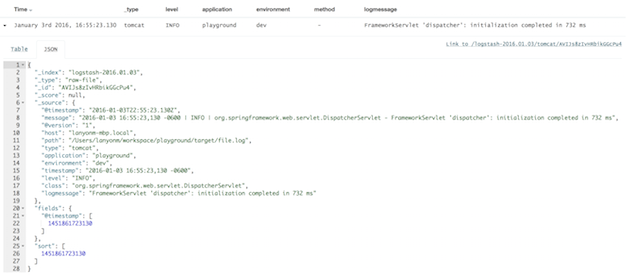 Time _type level application environment method logmessage
January 3rd 2016, 16:55:23.130 tomcat INFO playground dev - FrameworkServlet 'dispatcher': initialization completed in 732 ms
Table JSON Link to /logstash-2016.01.03/tomcat/AVIJs8zIvHRbikGGcPu4
1 {
2 "_index": "logstash-2016.01.03",
3 "_type": "raw-file",
4 "_id": "AVIJs8zIvHRbikGGcPu4",
5 "_score": null,
6 "_source": {
7 "@timestamp": "2016-01-03T22:55:23.130Z",
8 "message": "2016-01-03 16:55:23,130 -0600 | INFO | org.springframework.web.servlet.DispatcherServlet - FrameworkServlet 'dispatcher': initialization completed in 732 ms",
9 "@version": "1",
10 "host": "lanyonm-mbp.local",
11 "path": "/Users/lanyonm/workspace/playground/target/file.log",
12 "type": "tomcat",
13 "application": "playground",
14 "environment": "dev",
15 "timestamp": "2016-01-03 16:55:23,130 -0600",
16 "level": "INFO",
17 "class": "org.springframework.web.servlet.DispatcherServlet",
18 "logmessage": "FrameworkServlet 'dispatcher': initialization completed in 732 ms"
19 },
20 "fields": {
21 "@timestamp": [
22 1451861723130
23 ]
24 },
25 "sort": [
26 1451861723130
27 ]
28 }